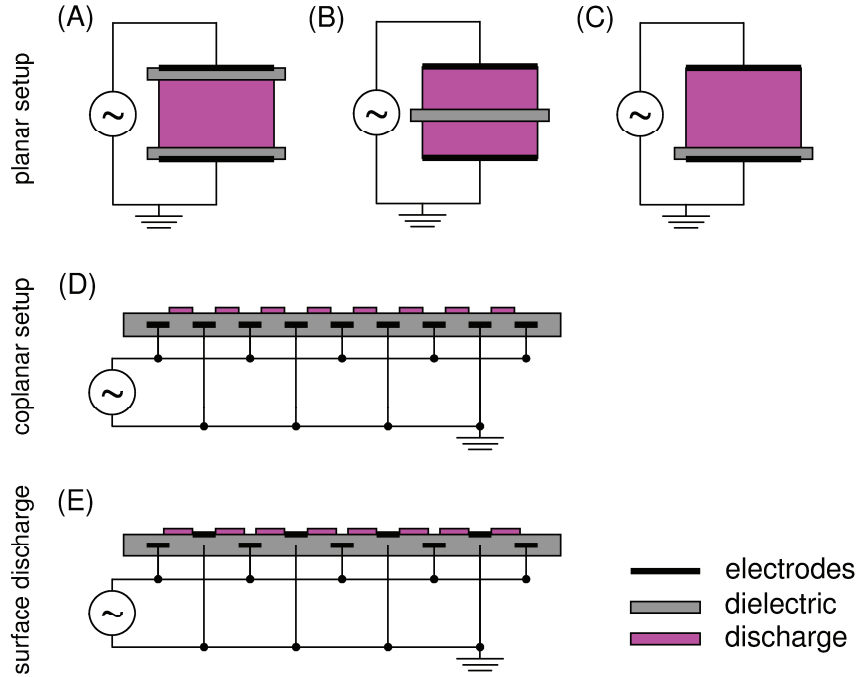 (A)
(B)
(C)
planar setup
~
~
~
(D)
coplanar setup
~
(E)
surface discharge
~
electrodes
dielectric
discharge